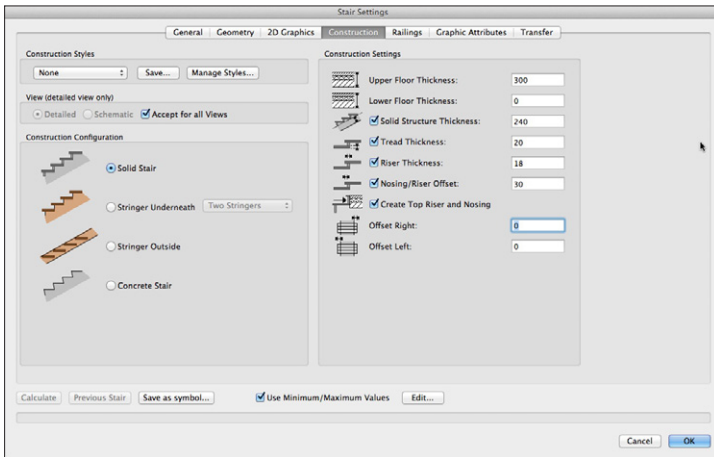 Stair Settings
General Geometry 2D Graphics Construction Railings Graphic Attributes Transfer
Construction Styles
None Save... Manage Styles...
View (detailed view only)
Detailed Schematic Accept for all Views
Construction Configuration
Solid Stair
Stringer Underneath Two Stringers
Stringer Outside
Concrete Stair
Construction Settings
Upper Floor Thickness: 300
Lower Floor Thickness: 0
Solid Structure Thickness: 240
Tread Thickness: 20
Riser Thickness: 18
Nosing/Riser Offset: 30
Create Top Riser and Nosing
Offset Right: 0
Offset Left: 0
Calculate Previous Stair Save as symbol... Use Minimum/Maximum Values Edit...
Cancel OK